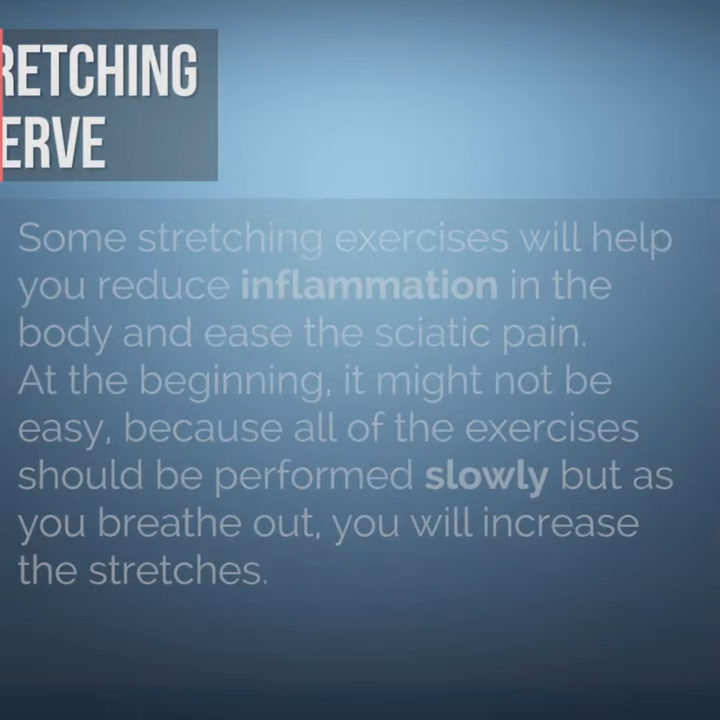 RETCHING
ERVE
Some stretching exercises will help
you reduce inflammation in the
body and ease the sciatic pain.
At the beginning, it might not be
easy, because all of the exercises
should be performed slowly but as
you breathe out, you will increase
the stretches.